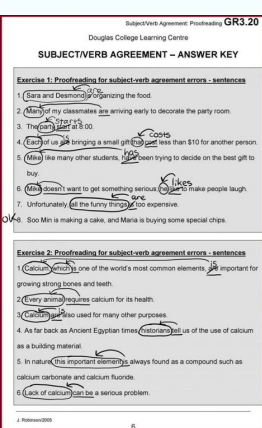 Subject/Verb Agreement: Proofreading GR3.20
Douglas College Learning Centre
SUBJECT/VERB AGREEMENT – ANSWER KEY
Exercise 1: Proofreading for subject-verb agreement errors - sentences
are
1. Sara and Desmond is organizing the food.
2. Many of my classmates are arriving early to decorate the party room.
starts
3. The party start at 8:00.
costs
4. Each of us is bringing a small gift that cost less than $10 for another person.
has
5. Mike, like many other students, have been trying to decide on the best gift to
buy.
likes
6. Mike doesn't want to get something serious; he like to make people laugh.
are
7. Unfortunately, all the funny things is too expensive.
ok 8. Soo Min is making a cake, and Maria is buying some special chips.
Exercise 2: Proofreading for subject-verb agreement errors - sentences
is
1. Calcium, which is one of the world's most common elements, are important for
growing strong bones and teeth.
2. Every animal requires calcium for its health.
is
3. Calcium are also used for many other purposes.
4. As far back as Ancient Egyptian times, historians tell us of the use of calcium
as a building material.
5. In nature, this important element is always found as a compound such as
calcium carbonate and calcium fluoride.
6. Lack of calcium can be a serious problem.
J. Robinson/2005
6